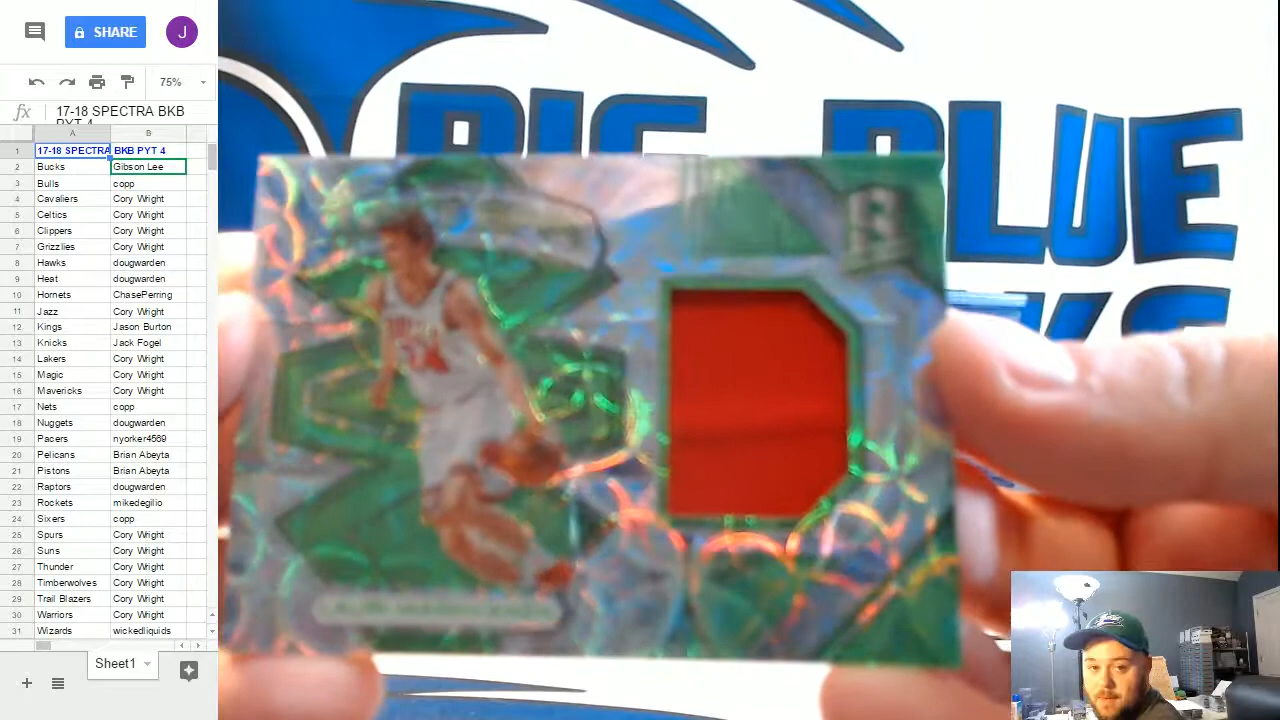 SHARE
J
75%
fx
17-18 SPECTRA BKB
PYT 4
A B
1 17-18 SPECTRA BKB PYT 4
2 Bucks Gibson Lee
3 Bulls copp
4 Cavaliers Cory Wright
5 Celtics Cory Wright
6 Clippers Cory Wright
7 Grizzlies Cory Wright
8 Hawks dougwarden
9 Heat dougwarden
10 Hornets ChasePerring
11 Jazz Cory Wright
12 Kings Jason Burton
13 Knicks Jack Fogel
14 Lakers Cory Wright
15 Magic Cory Wright
16 Mavericks Cory Wright
17 Nets copp
18 Nuggets dougwarden
19 Pacers nyorker4569
20 Pelicans Brian Abeyta
21 Pistons Brian Abeyta
22 Raptors dougwarden
23 Rockets mikedegilio
24 Sixers copp
25 Spurs Cory Wright
26 Suns Cory Wright
27 Thunder Cory Wright
28 Timberwolves Cory Wright
29 Trail Blazers Cory Wright
30 Warriors Cory Wright
31 Wizards wickedliquids
Sheet1
BIG BLUE